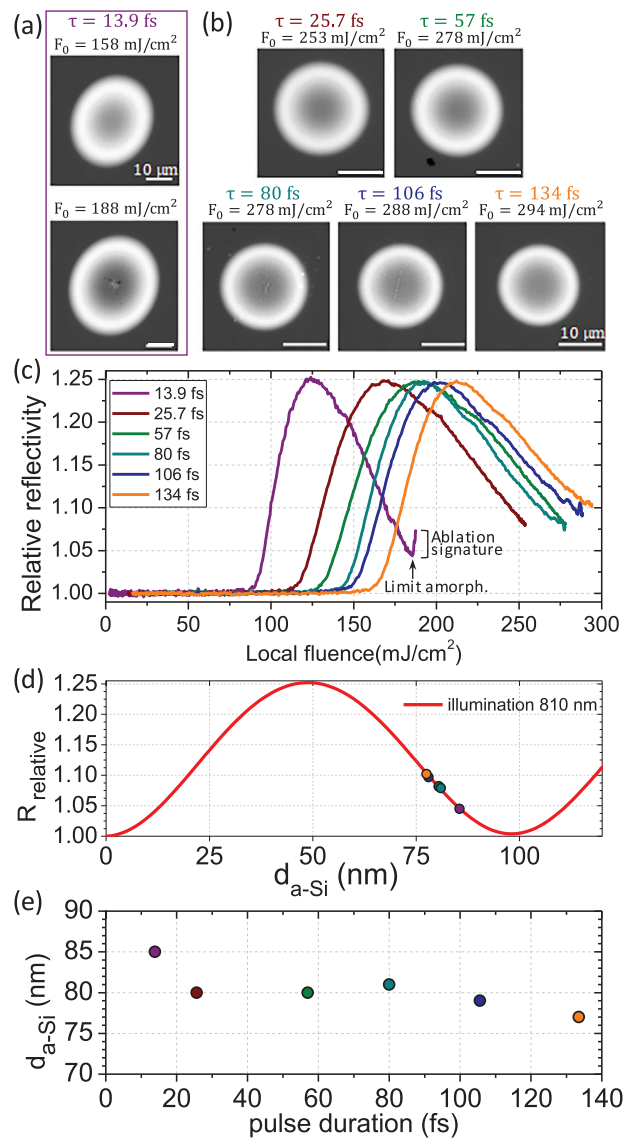 (a)
τ = 13.9 fs
F₀ = 158 mJ/cm²
10 μm
F₀ = 188 mJ/cm²
(b)
τ = 25.7 fs
F₀ = 253 mJ/cm²
τ = 57 fs
F₀ = 278 mJ/cm²
τ = 80 fs
F₀ = 278 mJ/cm²
τ = 106 fs
F₀ = 288 mJ/cm²
τ = 134 fs
F₀ = 294 mJ/cm²
10 μm
(c)
Relative reflectivity
1.25
1.20
1.15
1.10
1.05
1.00
13.9 fs
25.7 fs
57 fs
80 fs
106 fs
134 fs
Ablation
signature
Limit amorph.
0 50 100 150 200 250 300
Local fluence(mJ/cm²)
(d)
R relative
1.25
1.20
1.15
1.10
1.05
1.00
illumination 810 nm
0 25 50 75 100
d a-Si (nm)
(e)
d a-Si (nm)
90
85
80
75
70
0 20 40 60 80 100 120 140
pulse duration (fs)